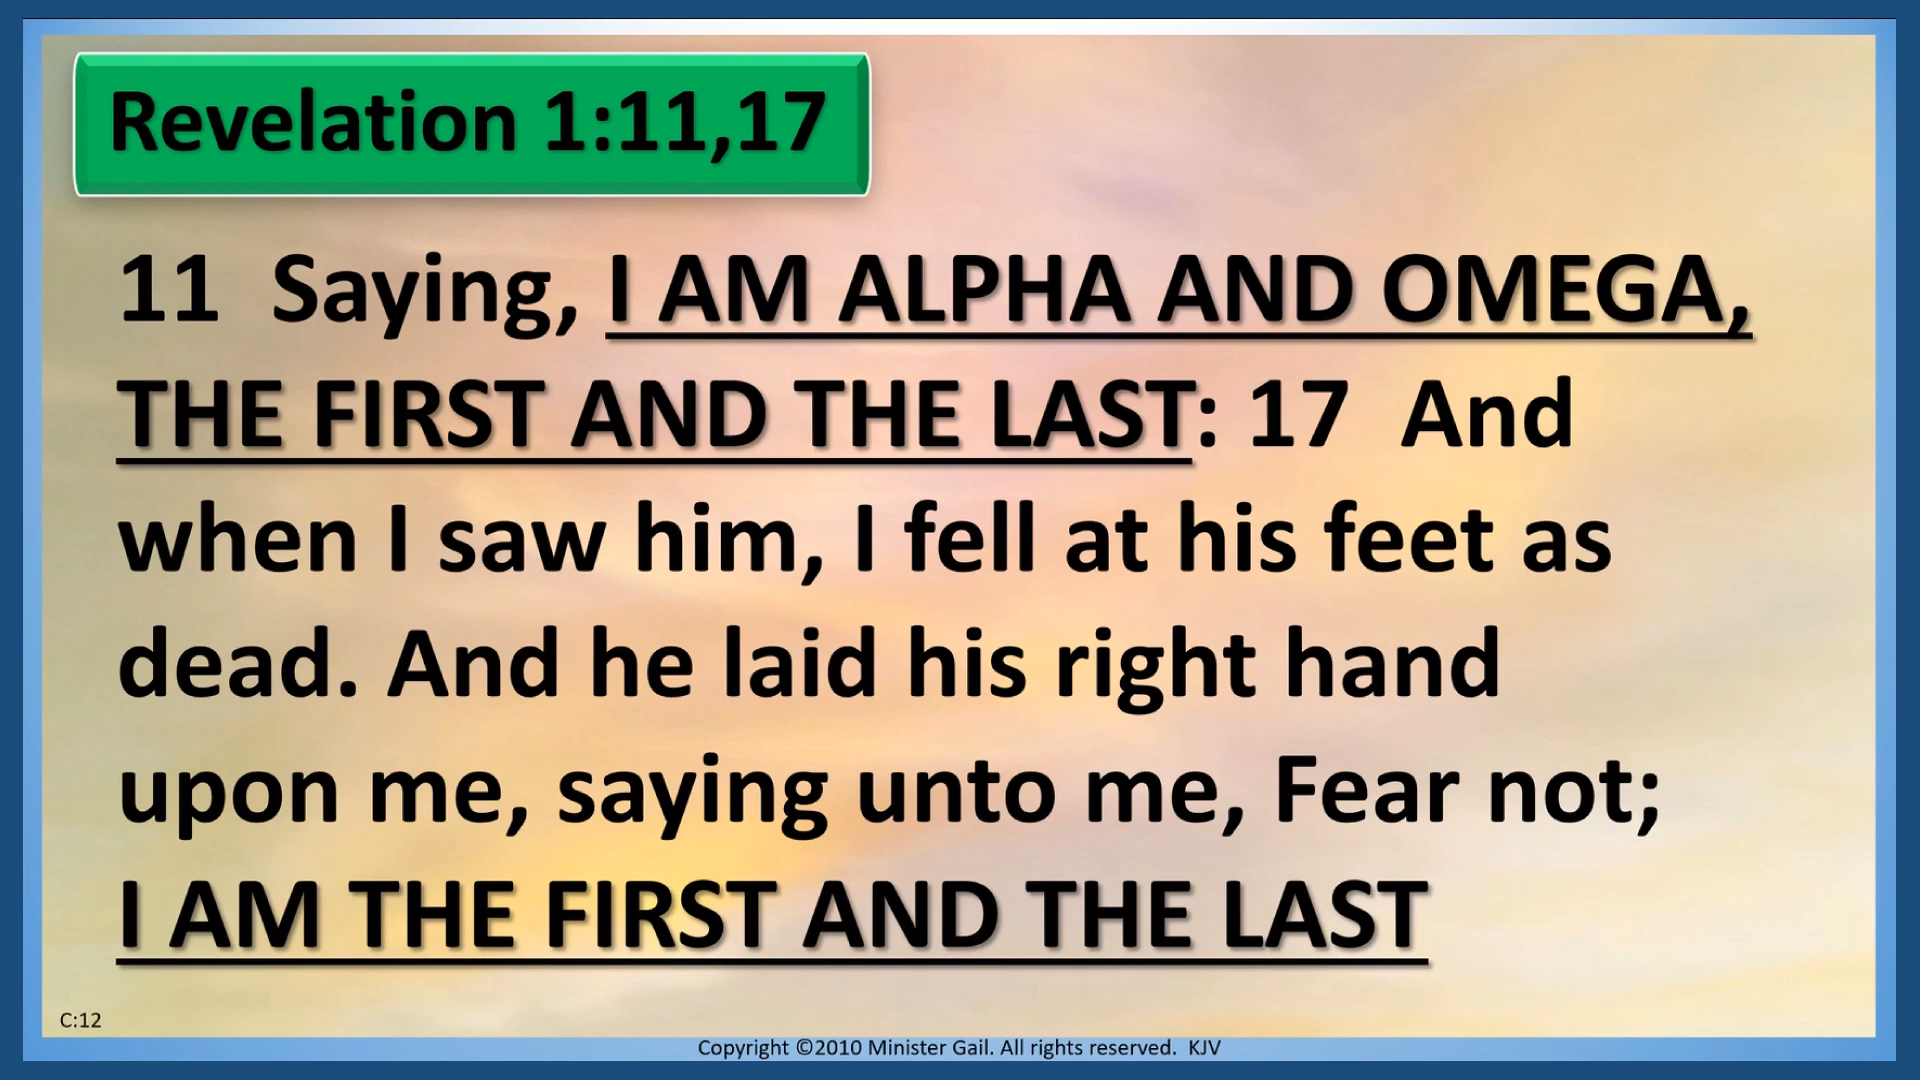 Revelation 1:11,17
11  Saying, I AM ALPHA AND OMEGA,
THE FIRST AND THE LAST: 17  And
when I saw him, I fell at his feet as
dead. And he laid his right hand
upon me, saying unto me, Fear not;
I AM THE FIRST AND THE LAST
C:12
Copyright ©2010 Minister Gail. All rights reserved.  KJV